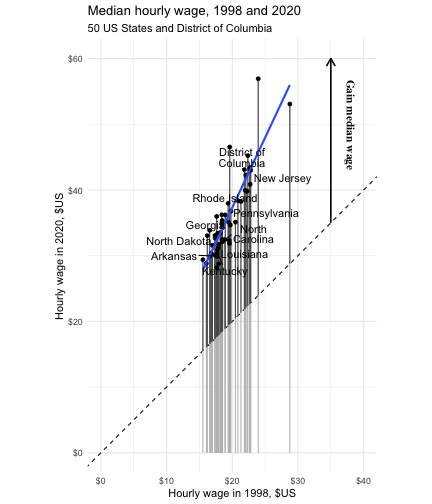 Median hourly wage, 1998 and 2020
50 US States and District of Columbia
$60
Gain median wage
District of
Columbia
New Jersey
$40
Rhode Island
Pennsylvania
Georgia
North
Carolina
North Dakota
Arkansas
Louisiana
Kentucky
Hourly wage in 2020, $US
$20
$0
$0
$10
$20
$30
$40
Hourly wage in 1998, $US